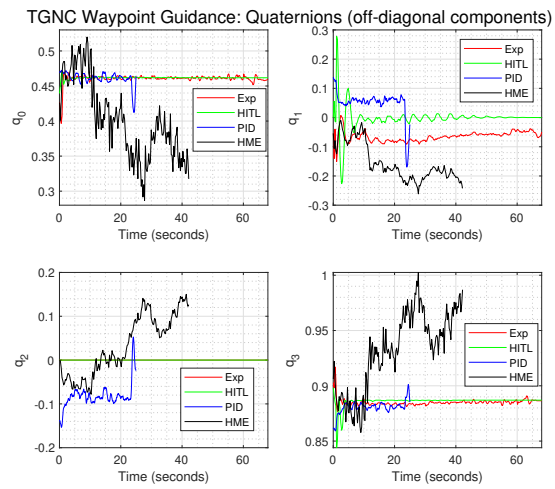 TGNC Waypoint Guidance: Quaternions (off-diagonal components)
q0
0.5
0.45
0.4
0.35
0.3
0 20 40 60
Time (seconds)
Exp
HITL
PID
HME
q1
0.3
0.2
0.1
0
-0.1
-0.2
-0.3
0 20 40 60
Time (seconds)
Exp
HITL
PID
HME
q2
0.2
0.1
0
-0.1
-0.2
0 20 40 60
Time (seconds)
Exp
HITL
PID
HME
q3
1
0.95
0.9
0.85
0 20 40 60
Time (seconds)
Exp
HITL
PID
HME